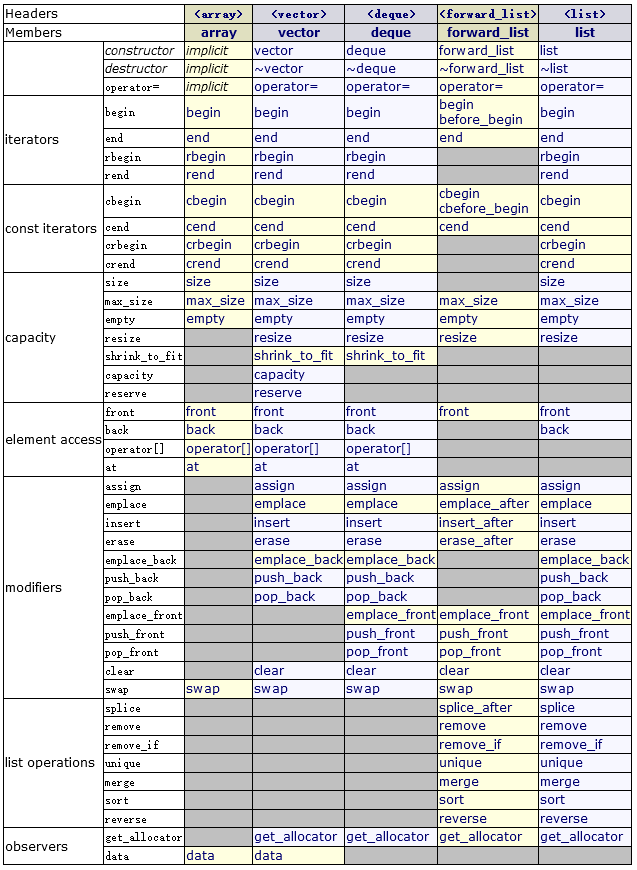 Headers <array> <vector> <deque> <forward_list> <list>
Members array vector deque forward_list list
constructor implicit vector deque forward_list list
destructor implicit ~vector ~deque ~forward_list ~list
operator= implicit operator= operator= operator= operator=
iterators
begin begin begin begin begin before_begin begin
end end end end end end
rbegin rbegin rbegin rbegin rbegin
rend rend rend rend rend
const iterators
cbegin cbegin cbegin cbegin cbegin cbefore_begin cbegin
cend cend cend cend cend cend
crbegin crbegin crbegin crbegin crbegin
crend crend crend crend crend
capacity
size size size size size
max_size max_size max_size max_size max_size max_size
empty empty empty empty empty empty
resize resize resize resize resize
shrink_to_fit shrink_to_fit shrink_to_fit
capacity capacity
reserve reserve
element access
front front front front front front
back back back back back
operator[] operator[] operator[] operator[]
at at at at
modifiers
assign assign assign assign assign
emplace emplace emplace emplace_after emplace
insert insert insert insert_after insert
erase erase erase erase_after erase
emplace_back emplace_back emplace_back emplace_back
push_back push_back push_back push_back
pop_back pop_back pop_back pop_back
emplace_front emplace_front emplace_front emplace_front
push_front push_front push_front push_front
pop_front pop_front pop_front pop_front
clear clear clear clear clear
swap swap swap swap swap swap
list operations
splice splice_after splice
remove remove remove
remove_if remove_if remove_if
unique unique unique
merge merge merge
sort sort sort
reverse reverse reverse
observers
get_allocator get_allocator get_allocator get_allocator get_allocator
data data data